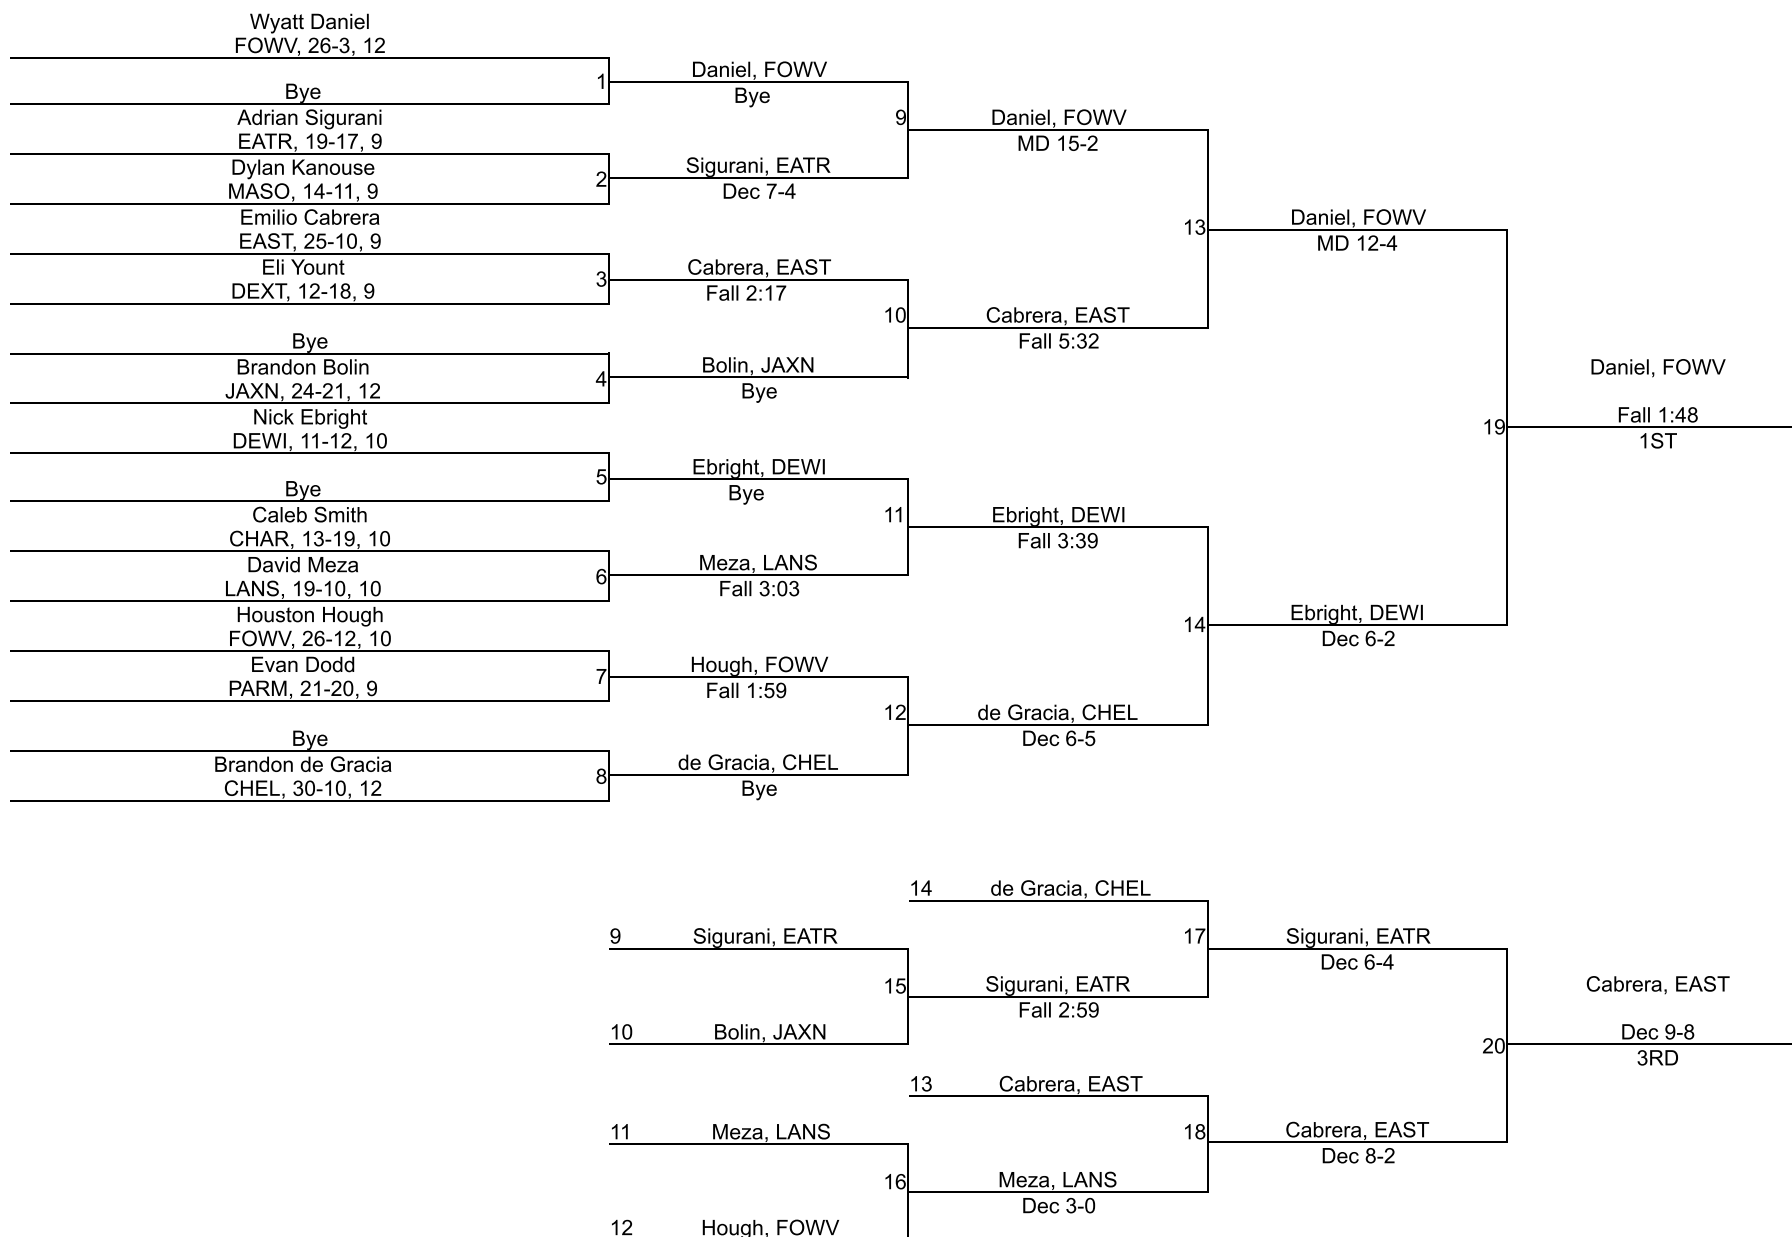 Wyatt Daniel
FOWV, 26-3, 12
Bye
Adrian Sigurani
EATR, 19-17, 9
Dylan Kanouse
MASO, 14-11, 9
Emilio Cabrera
EAST, 25-10, 9
Eli Yount
DEXT, 12-18, 9
Bye
Brandon Bolin
JAXN, 24-21, 12
Nick Ebright
DEWI, 11-12, 10
Bye
Caleb Smith
CHAR, 13-19, 10
David Meza
LANS, 19-10, 10
Houston Hough
FOWV, 26-12, 10
Evan Dodd
PARM, 21-20, 9
Bye
Brandon de Gracia
CHEL, 30-10, 12
1
Daniel, FOWV
Bye
2
Sigurani, EATR
Dec 7-4
3
Cabrera, EAST
Fall 2:17
4
Bolin, JAXN
Bye
5
Ebright, DEWI
Bye
6
Meza, LANS
Fall 3:03
7
Hough, FOWV
Fall 1:59
8
de Gracia, CHEL
Bye
9
Daniel, FOWV
MD 15-2
10
Cabrera, EAST
Fall 5:32
11
Ebright, DEWI
Fall 3:39
12
de Gracia, CHEL
Dec 6-5
13
Daniel, FOWV
MD 12-4
14
Ebright, DEWI
Dec 6-2
19
Daniel, FOWV
Fall 1:48
1ST
9 Sigurani, EATR
10 Bolin, JAXN
11 Meza, LANS
12 Hough, FOWV
14 de Gracia, CHEL
15
Sigurani, EATR
Fall 2:59
13 Cabrera, EAST
16
Meza, LANS
Dec 3-0
17
Sigurani, EATR
Dec 6-4
18
Cabrera, EAST
Dec 8-2
20
Cabrera, EAST
Dec 9-8
3RD